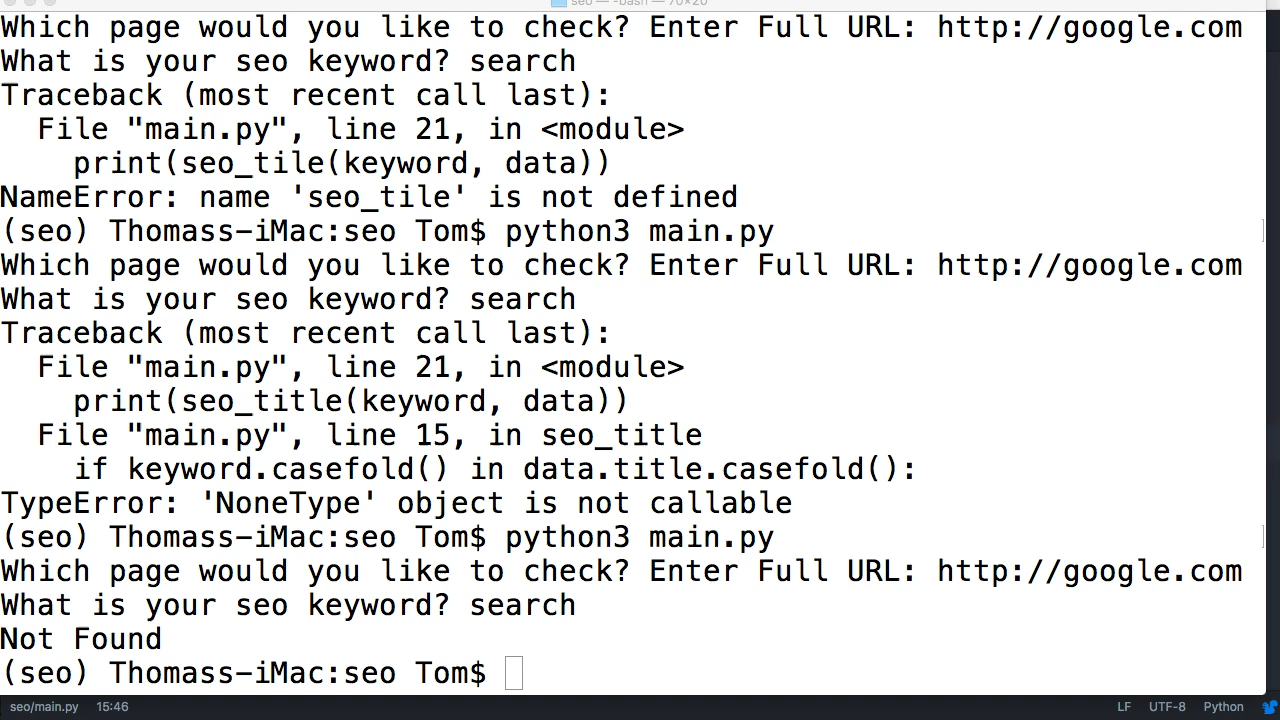 seo — -bash — 70×20
Which page would you like to check? Enter Full URL: http://google.com
What is your seo keyword? search
Traceback (most recent call last):
  File "main.py", line 21, in <module>
    print(seo_tile(keyword, data))
NameError: name 'seo_tile' is not defined
(seo) Thomass-iMac:seo Tom$ python3 main.py
Which page would you like to check? Enter Full URL: http://google.com
What is your seo keyword? search
Traceback (most recent call last):
  File "main.py", line 21, in <module>
    print(seo_title(keyword, data))
  File "main.py", line 15, in seo_title
    if keyword.casefold() in data.title.casefold():
TypeError: 'NoneType' object is not callable
(seo) Thomass-iMac:seo Tom$ python3 main.py
Which page would you like to check? Enter Full URL: http://google.com
What is your seo keyword? search
Not Found
(seo) Thomass-iMac:seo Tom$
seo/main.py 15:46 LF UTF-8 Python